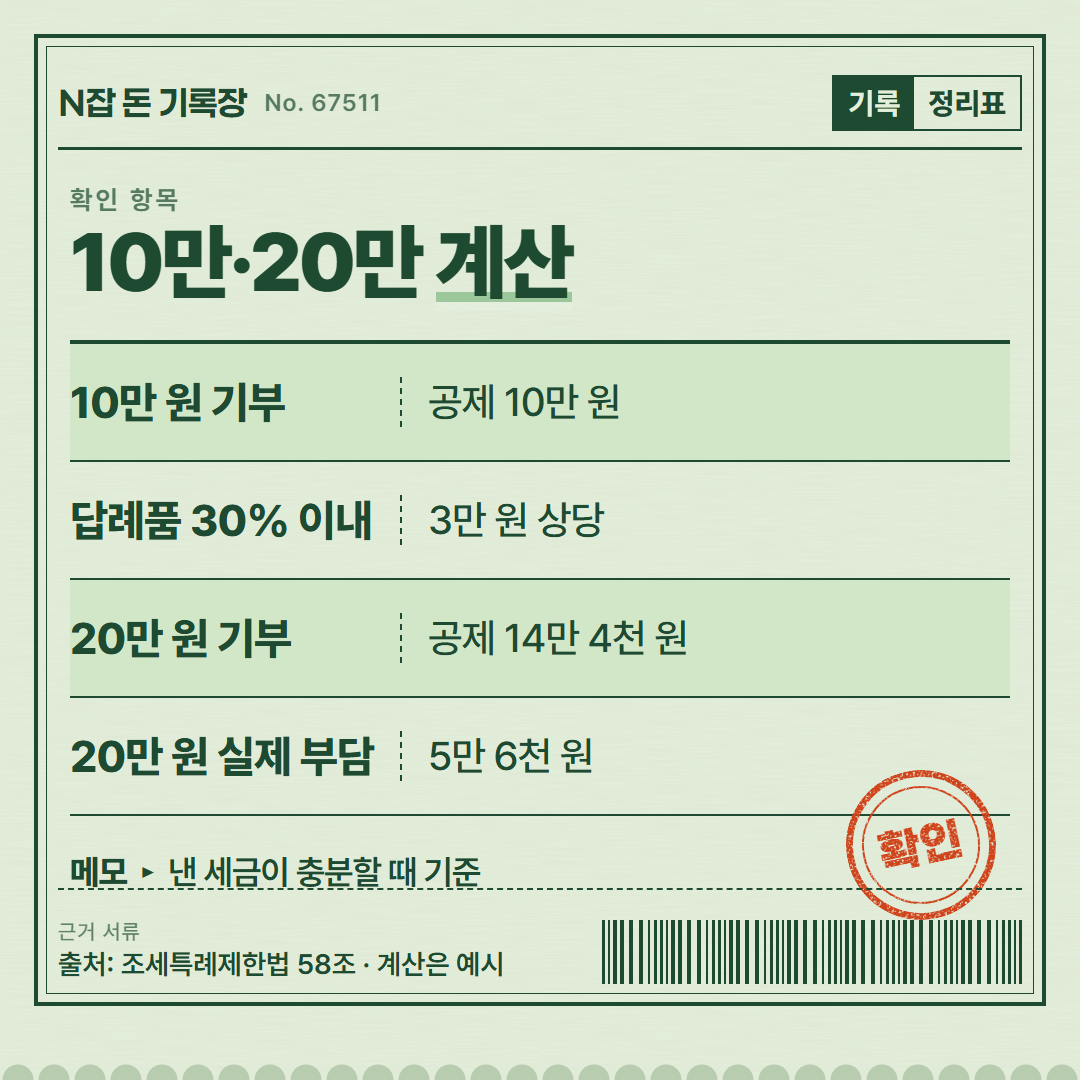 N잡 돈 기록장 No. 67511
기록 정리표
확인 항목
10만·20만 계산
10만 원 기부 공제 10만 원
답례품 30% 이내 3만 원 상당
20만 원 기부 공제 14만 4천 원
20만 원 실제 부담 5만 6천 원
메모 ▸ 낸 세금이 충분할 때 기준
확인
근거 서류
출처: 조세특례제한법 58조 · 계산은 예시